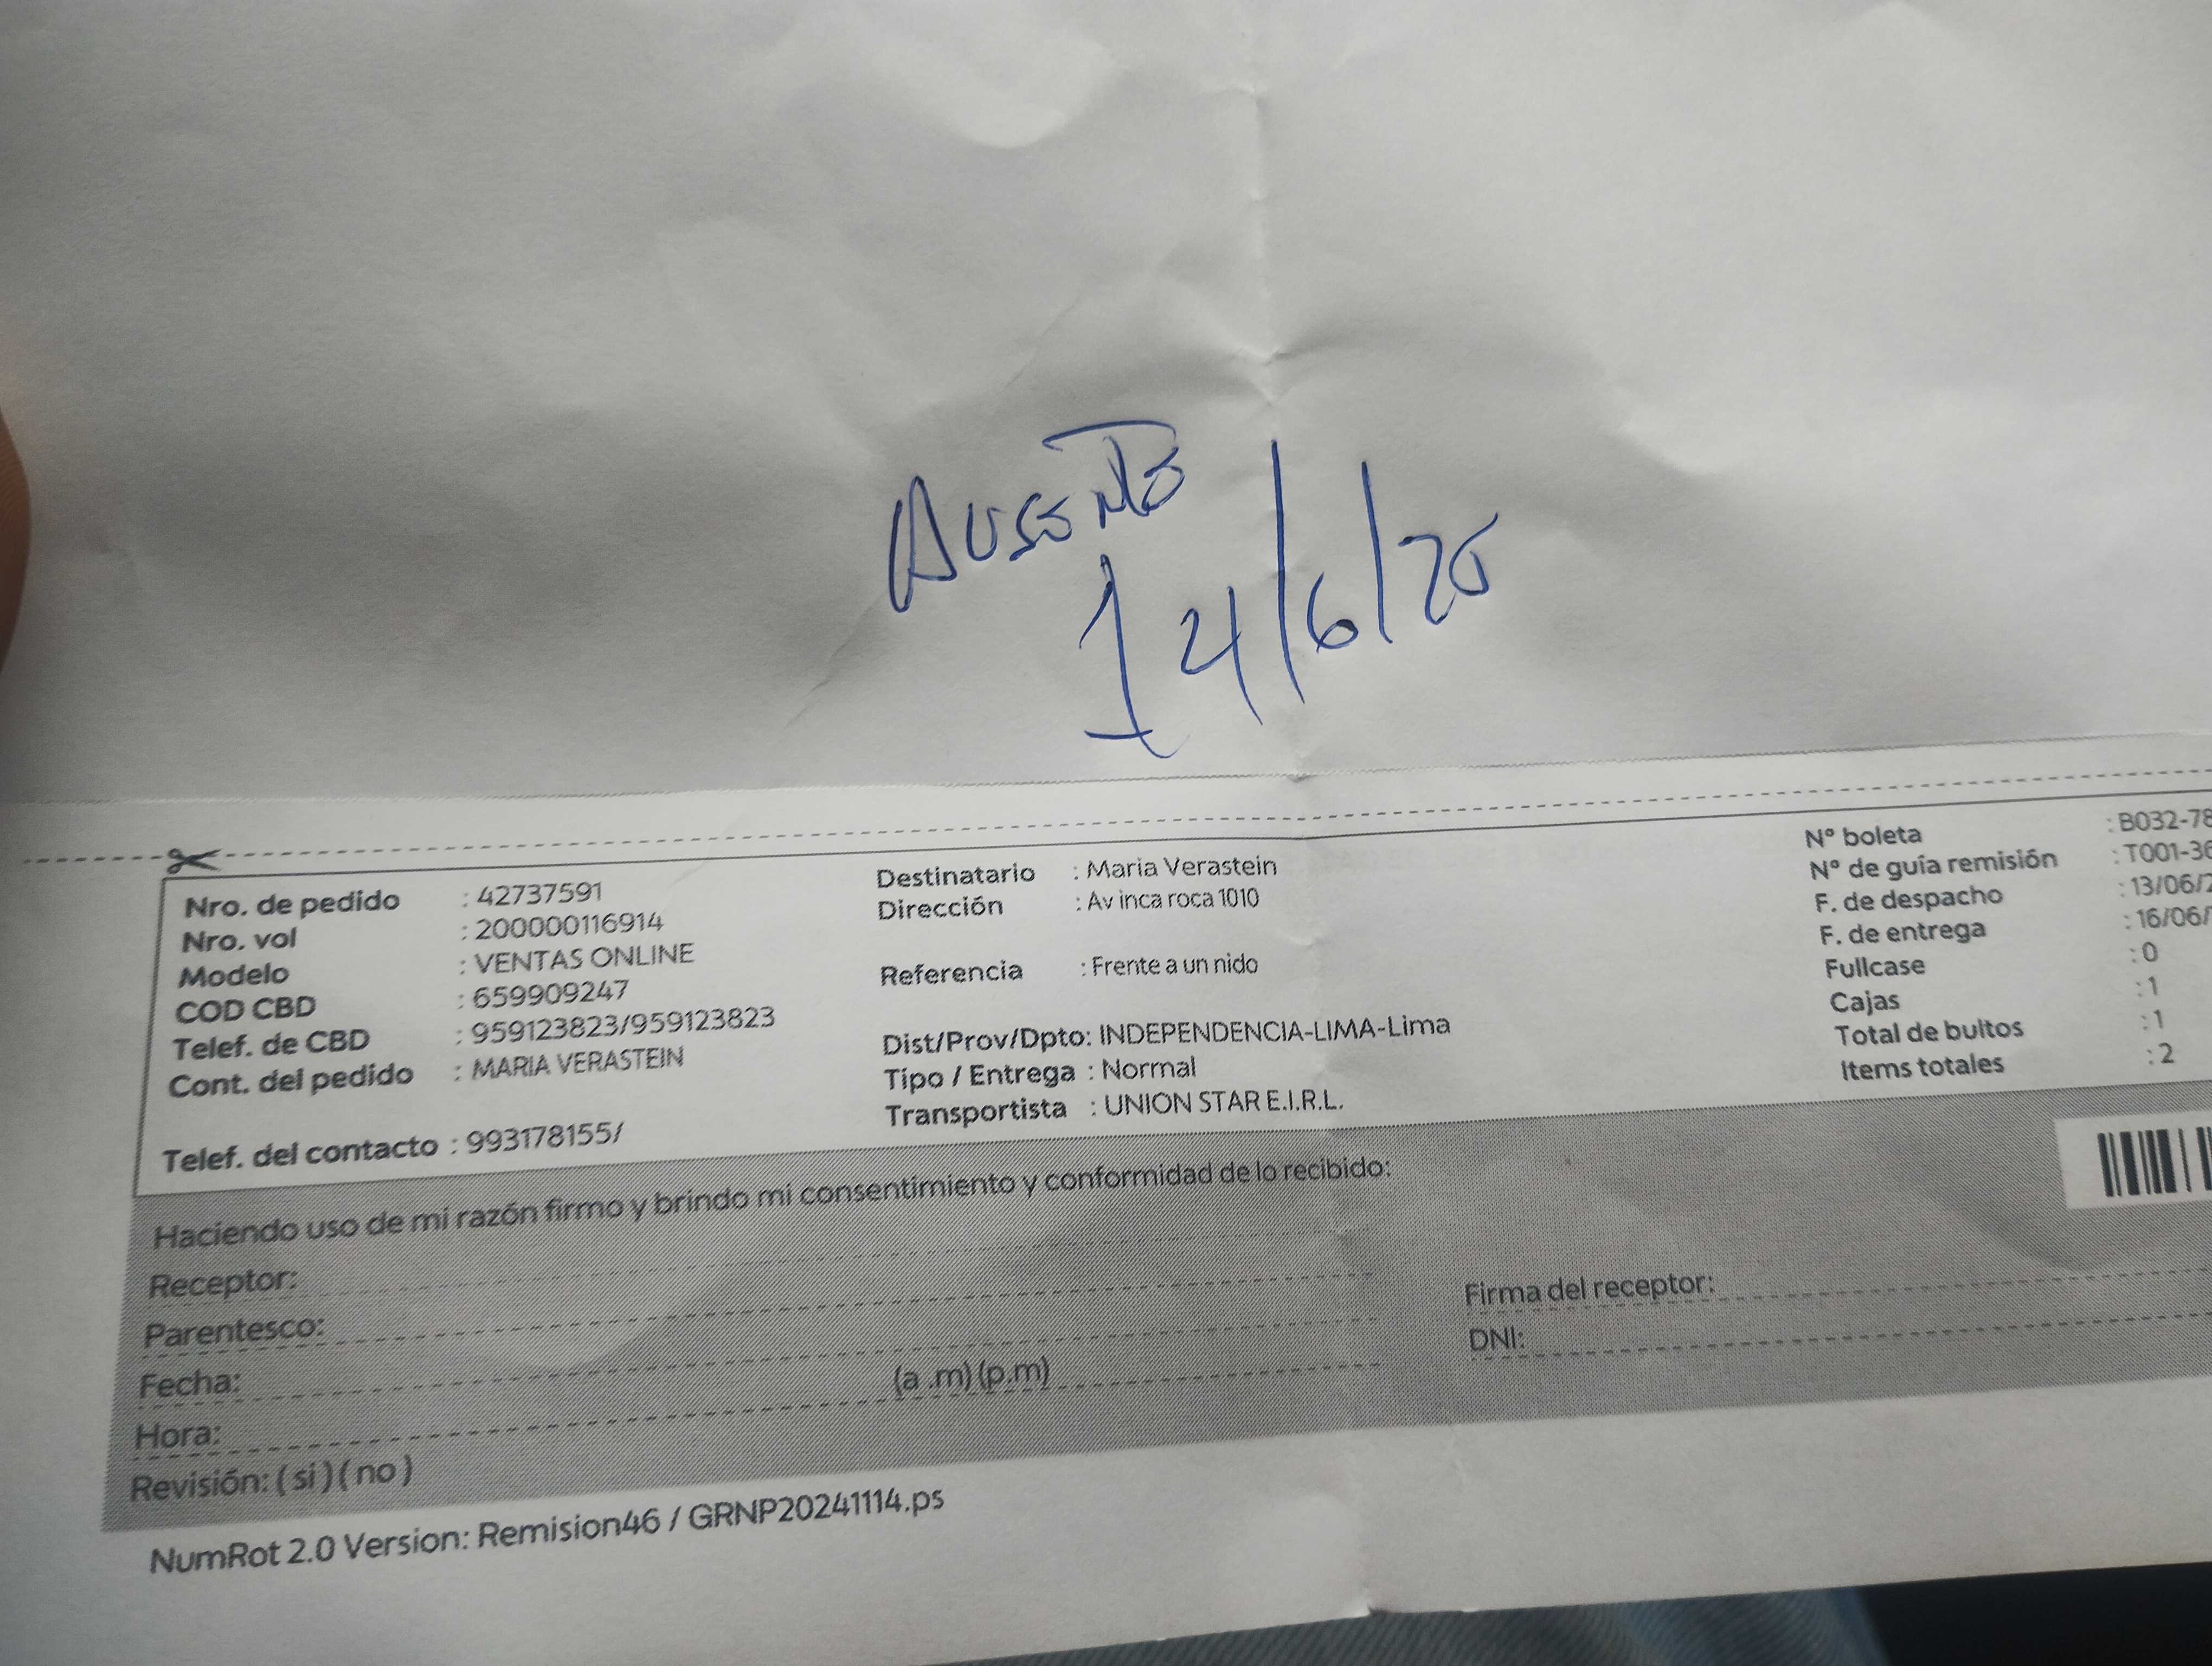 AUSENTE
14/6/25
Nro. de pedido : 42737591
Nro. vol : 200000116914
Modelo : VENTAS ONLINE
COD CBD : 659909247
Telef. de CBD : 959123823/959123823
Cont. del pedido : MARIA VERASTEIN
Telef. del contacto : 993178155/
Destinatario : Maria Verastein
Dirección : Av inca roca 1010
Referencia : Frente a un nido
Dist/Prov/Dpto: INDEPENDENCIA-LIMA-Lima
Tipo / Entrega : Normal
Transportista : UNION STAR E.I.R.L.
N° boleta : B032-78
N° de guía remisión : T001-36
F. de despacho : 13/06/2
F. de entrega : 16/06/
Fullcase : 0
Cajas : 1
Total de bultos : 1
Items totales : 2
Haciendo uso de mi razón firmo y brindo mi consentimiento y conformidad de lo recibido:
Receptor:
Parentesco:
Fecha:
Hora: (a .m) (p.m)
Revisión: ( si ) ( no )
Firma del receptor:
DNI:
NumRot 2.0 Version: Remision46 / GRNP20241114.ps